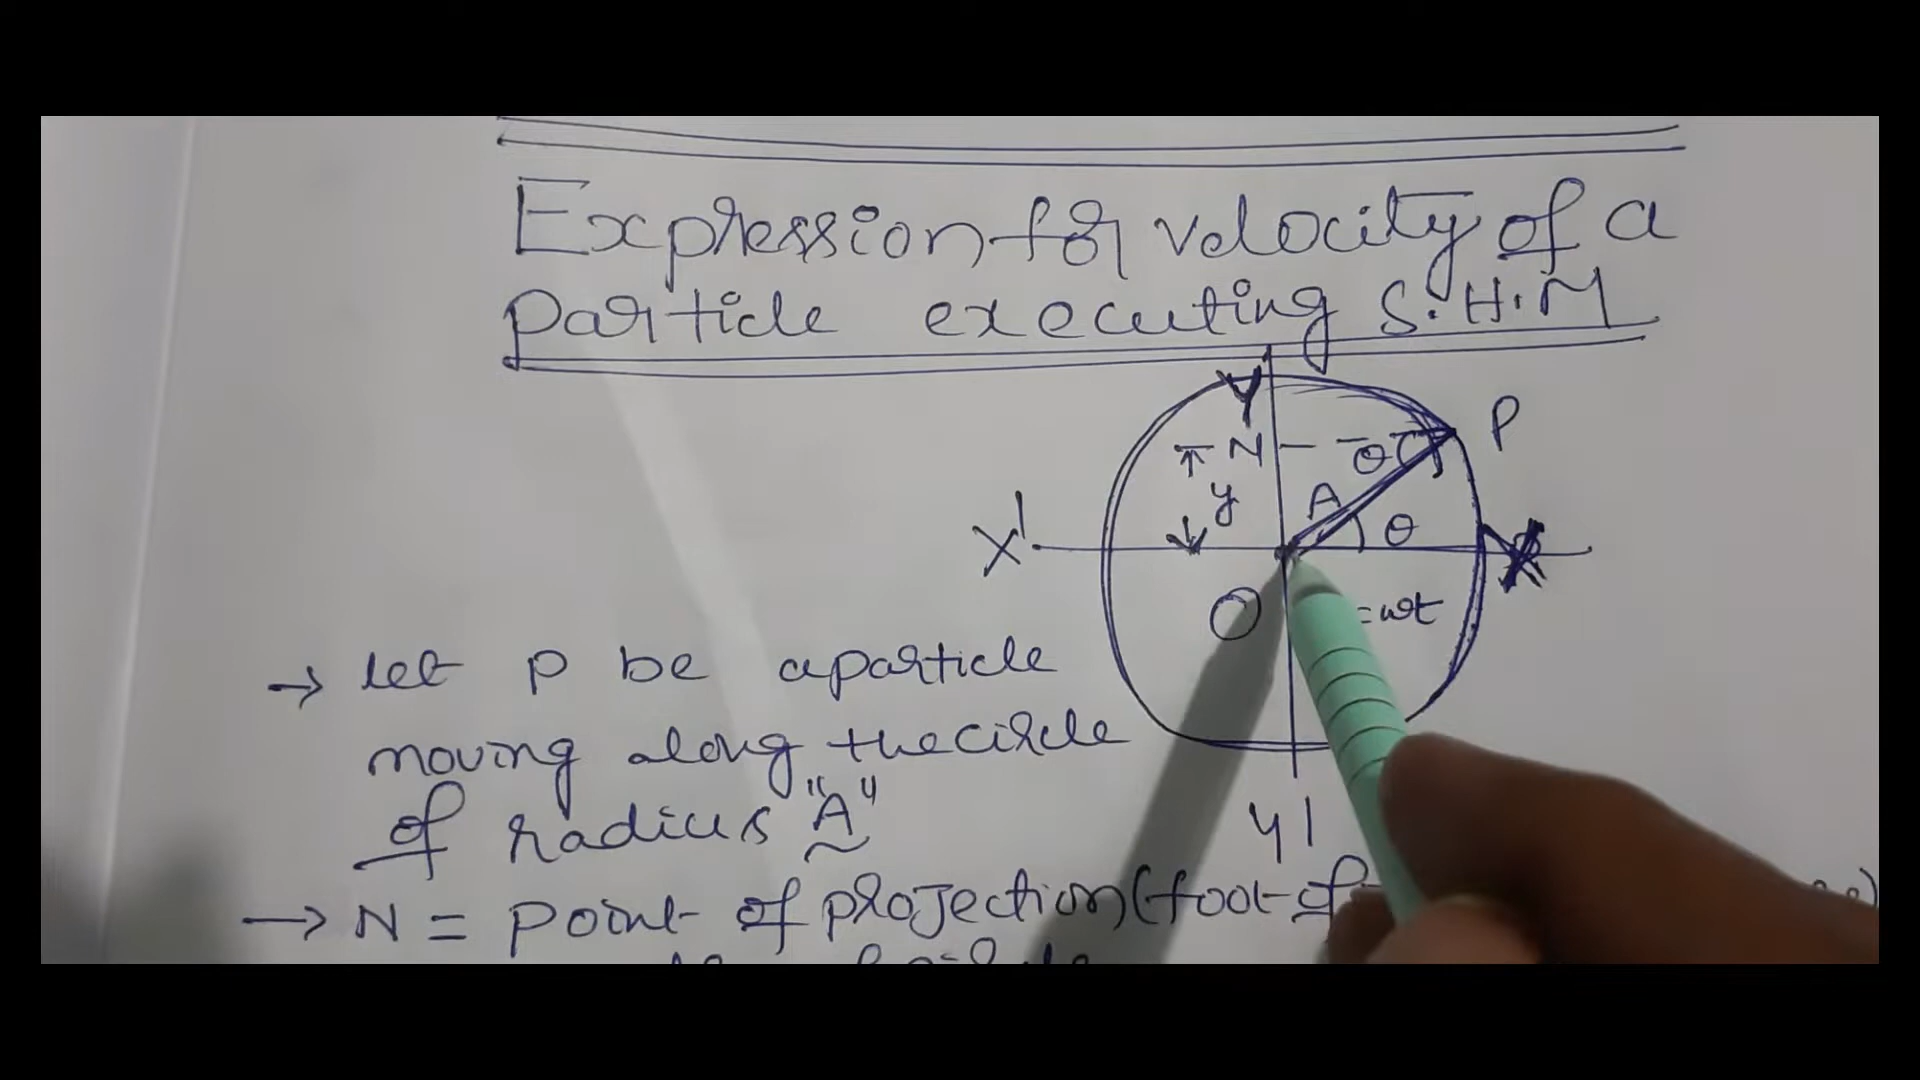 Expression for velocity of a
particle executing S.H.M
Y
P
N
θ
y
A
X'
θ
X
O
=wt
→ let p be a particle
moving along the circle
of radius "A"
y'
→ N = point of projection (foot of